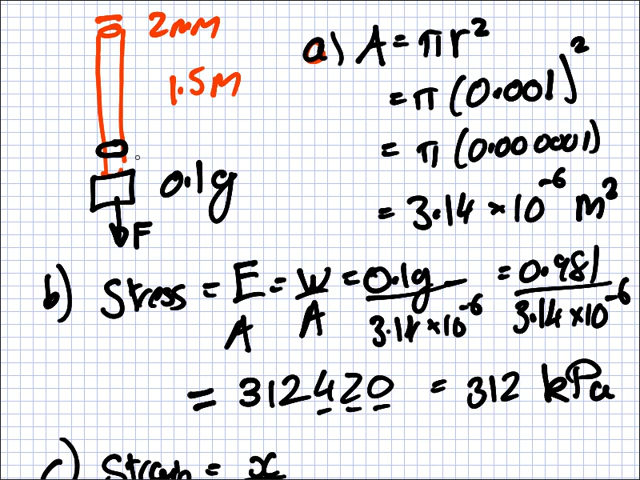 2mm
1.5M
0.1g
F
a) A = πr²
= π(0.001)²
= π(0.000001)
= 3.14 × 10⁻⁶ m²
b) Stress = F/A = W/A = 0.1g/3.14×10⁻⁶ = 0.981/3.14×10⁻⁶
= 312420 = 312 kPa
c) Strain = x